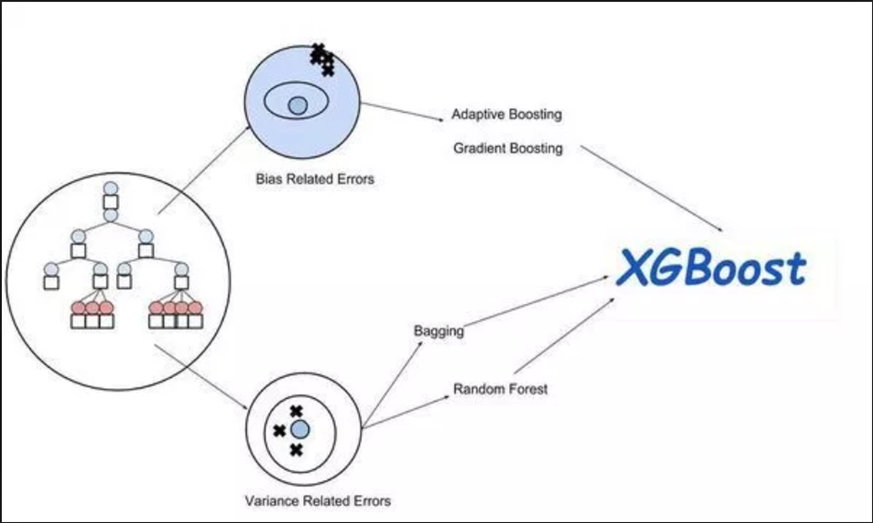 Adaptive Boosting
Gradient Boosting
Bias Related Errors
XGBoost
Bagging
Random Forest
Variance Related Errors